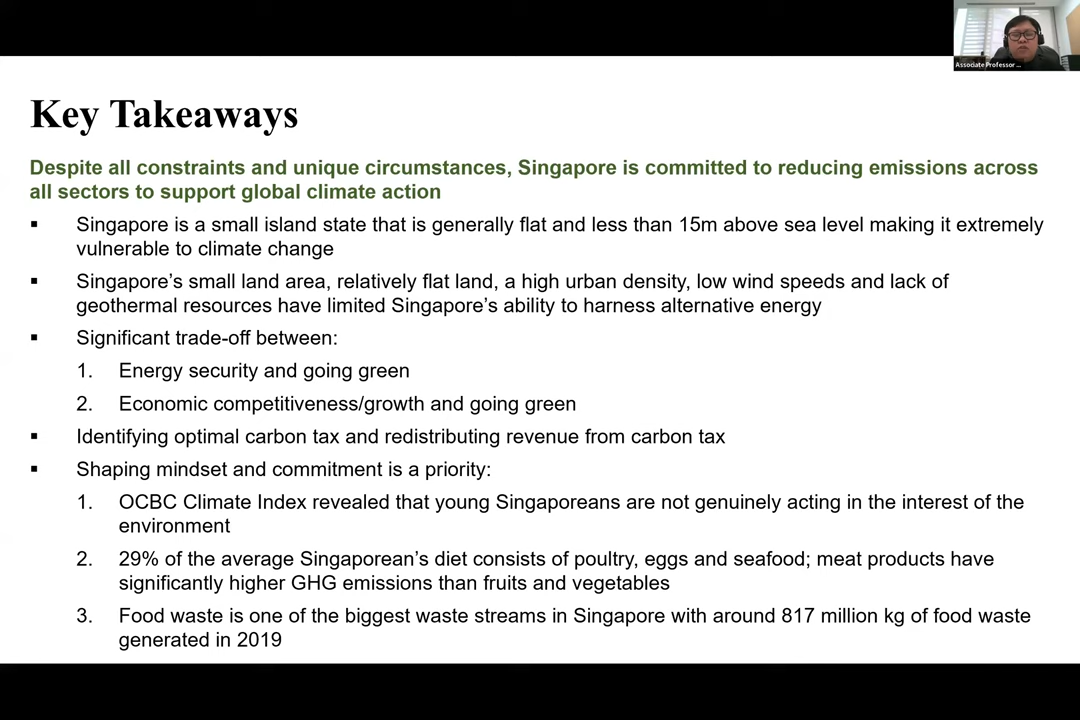 Associate Professor ...
Key Takeaways
Despite all constraints and unique circumstances, Singapore is committed to reducing emissions across
all sectors to support global climate action
▪ Singapore is a small island state that is generally flat and less than 15m above sea level making it extremely
vulnerable to climate change
▪ Singapore’s small land area, relatively flat land, a high urban density, low wind speeds and lack of
geothermal resources have limited Singapore’s ability to harness alternative energy
▪ Significant trade-off between:
1. Energy security and going green
2. Economic competitiveness/growth and going green
▪ Identifying optimal carbon tax and redistributing revenue from carbon tax
▪ Shaping mindset and commitment is a priority:
1. OCBC Climate Index revealed that young Singaporeans are not genuinely acting in the interest of the
environment
2. 29% of the average Singaporean’s diet consists of poultry, eggs and seafood; meat products have
significantly higher GHG emissions than fruits and vegetables
3. Food waste is one of the biggest waste streams in Singapore with around 817 million kg of food waste
generated in 2019